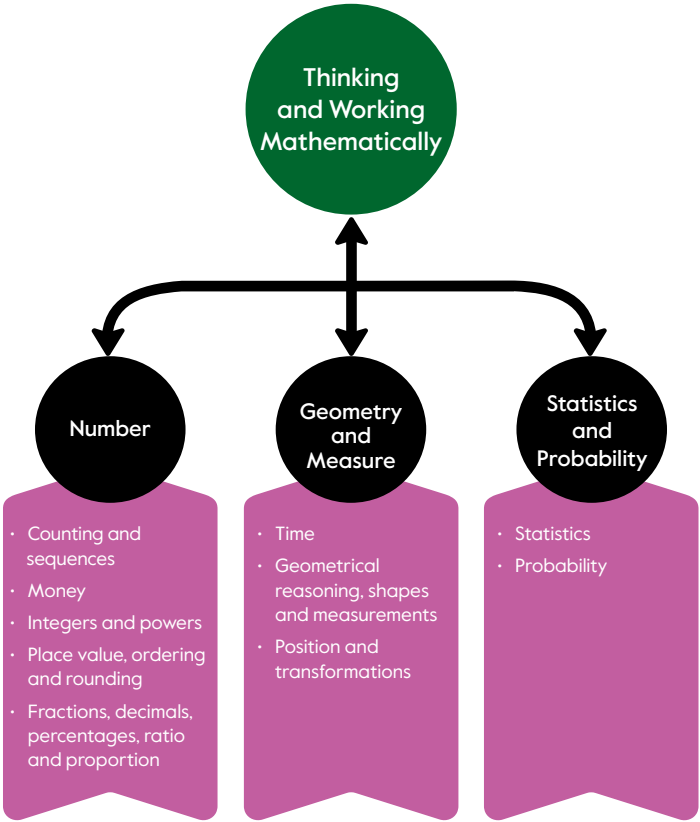 Thinking
and Working
Mathematically
Number
· Counting and
sequences
· Money
· Integers and powers
· Place value, ordering
and rounding
· Fractions, decimals,
percentages, ratio
and proportion
Geometry
and
Measure
· Time
· Geometrical
reasoning, shapes
and measurements
· Position and
transformations
Statistics
and
Probability
· Statistics
· Probability